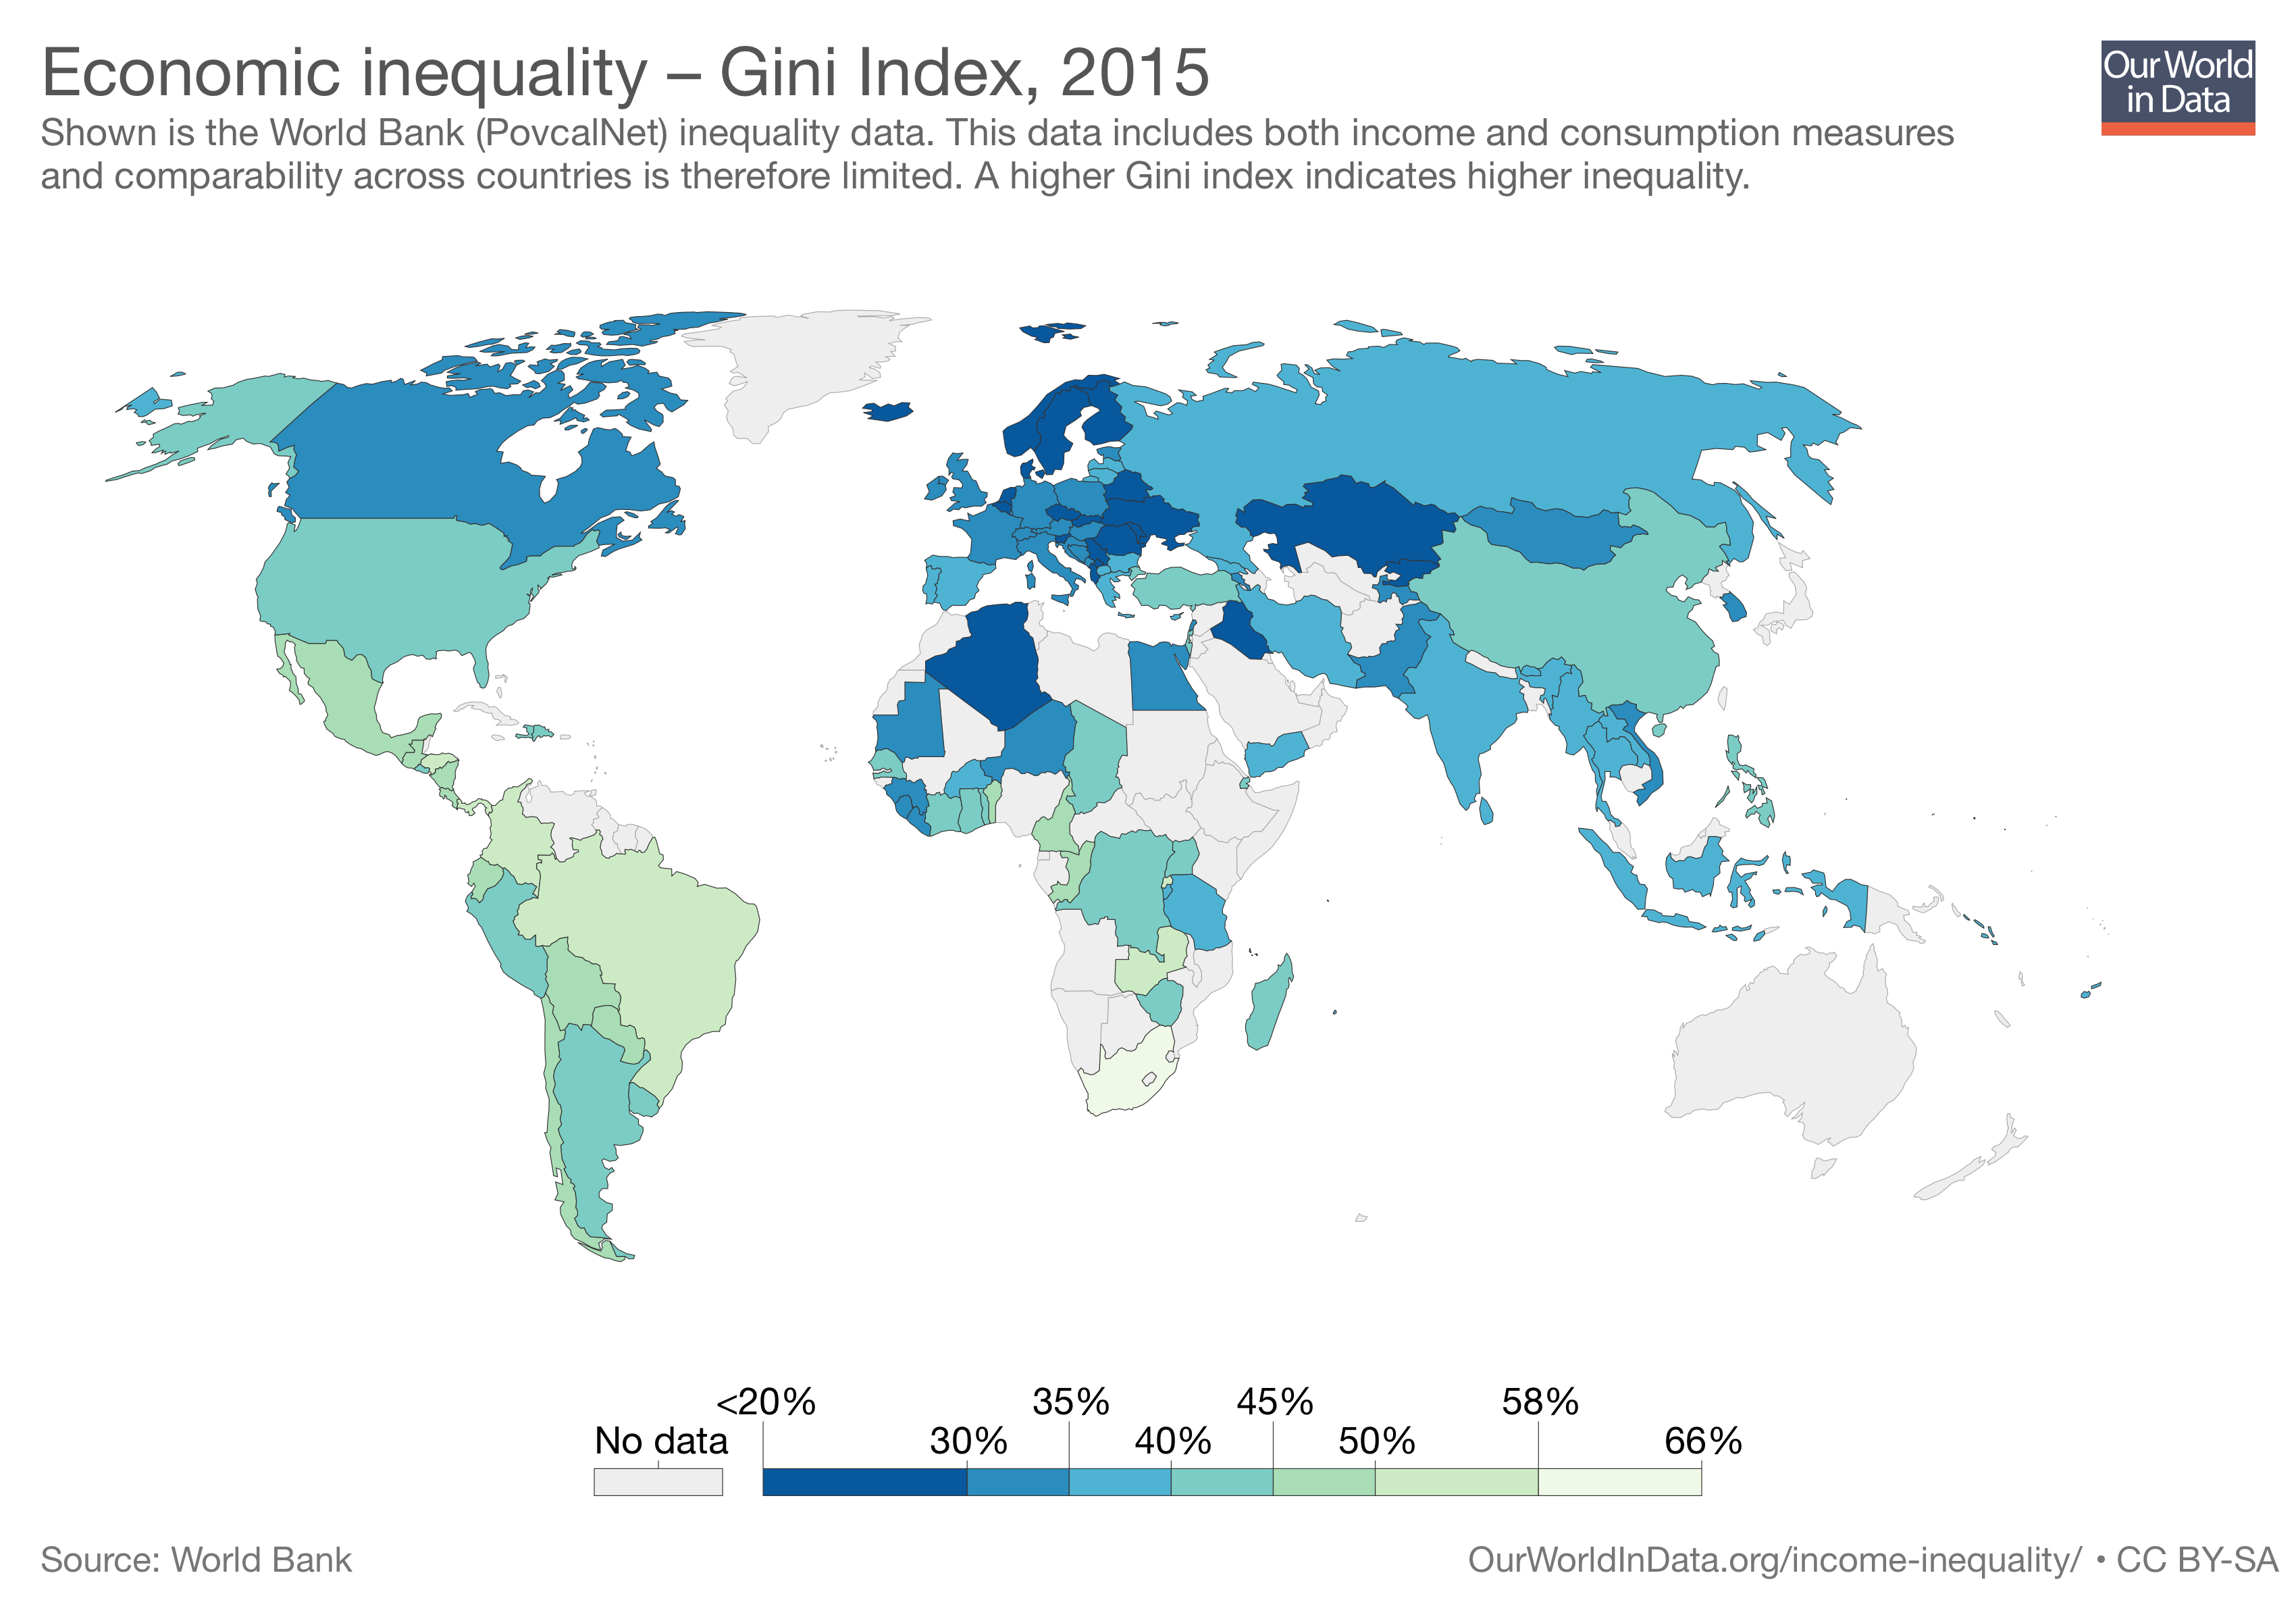 Economic inequality – Gini Index, 2015
Our World
in Data
Shown is the World Bank (PovcalNet) inequality data. This data includes both income and consumption measures
and comparability across countries is therefore limited. A higher Gini index indicates higher inequality.
<20% 35% 45% 58%
No data 30% 40% 50% 66%
Source: World Bank
OurWorldInData.org/income-inequality/ • CC BY-SA